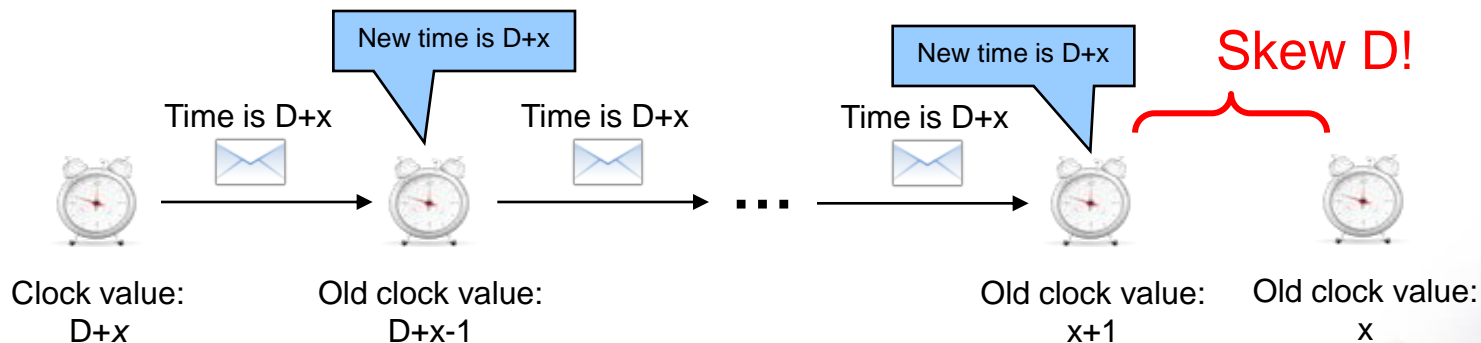 New time is D+x
New time is D+x
Skew D!
Time is D+x
Time is D+x
Time is D+x
...
Clock value:
D+x
Old clock value:
D+x-1
Old clock value:
x+1
Old clock value:
x